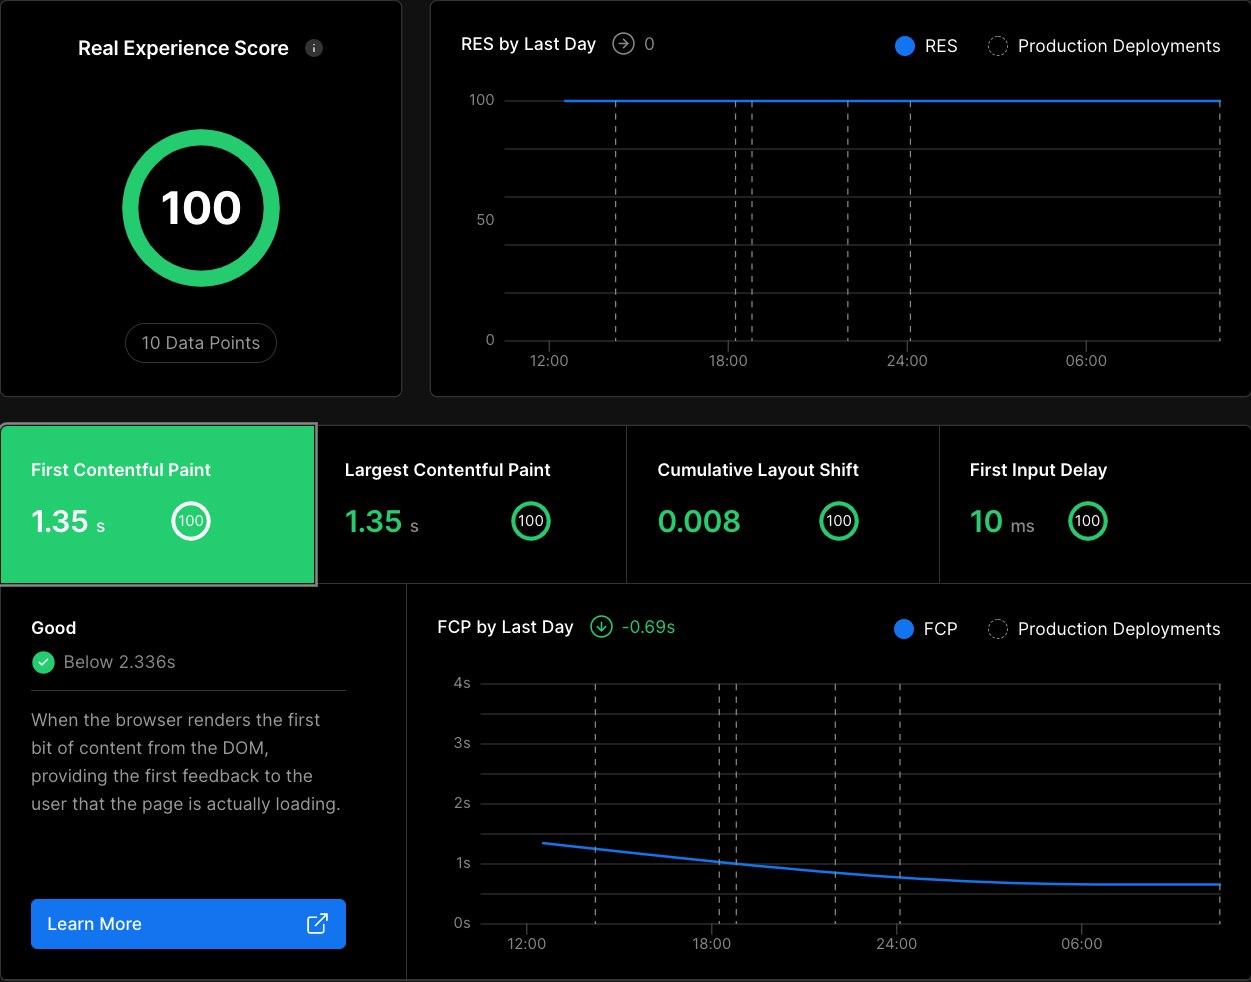 Real Experience Score
100
10 Data Points
RES by Last Day 0
RES Production Deployments
100
50
0
12:00 18:00 24:00 06:00
First Contentful Paint
1.35 s 100
Largest Contentful Paint
1.35 s 100
Cumulative Layout Shift
0.008 100
First Input Delay
10 ms 100
Good
Below 2.336s
When the browser renders the first
bit of content from the DOM,
providing the first feedback to the
user that the page is actually loading.
Learn More
FCP by Last Day -0.69s
FCP Production Deployments
4s
3s
2s
1s
0s
12:00 18:00 24:00 06:00